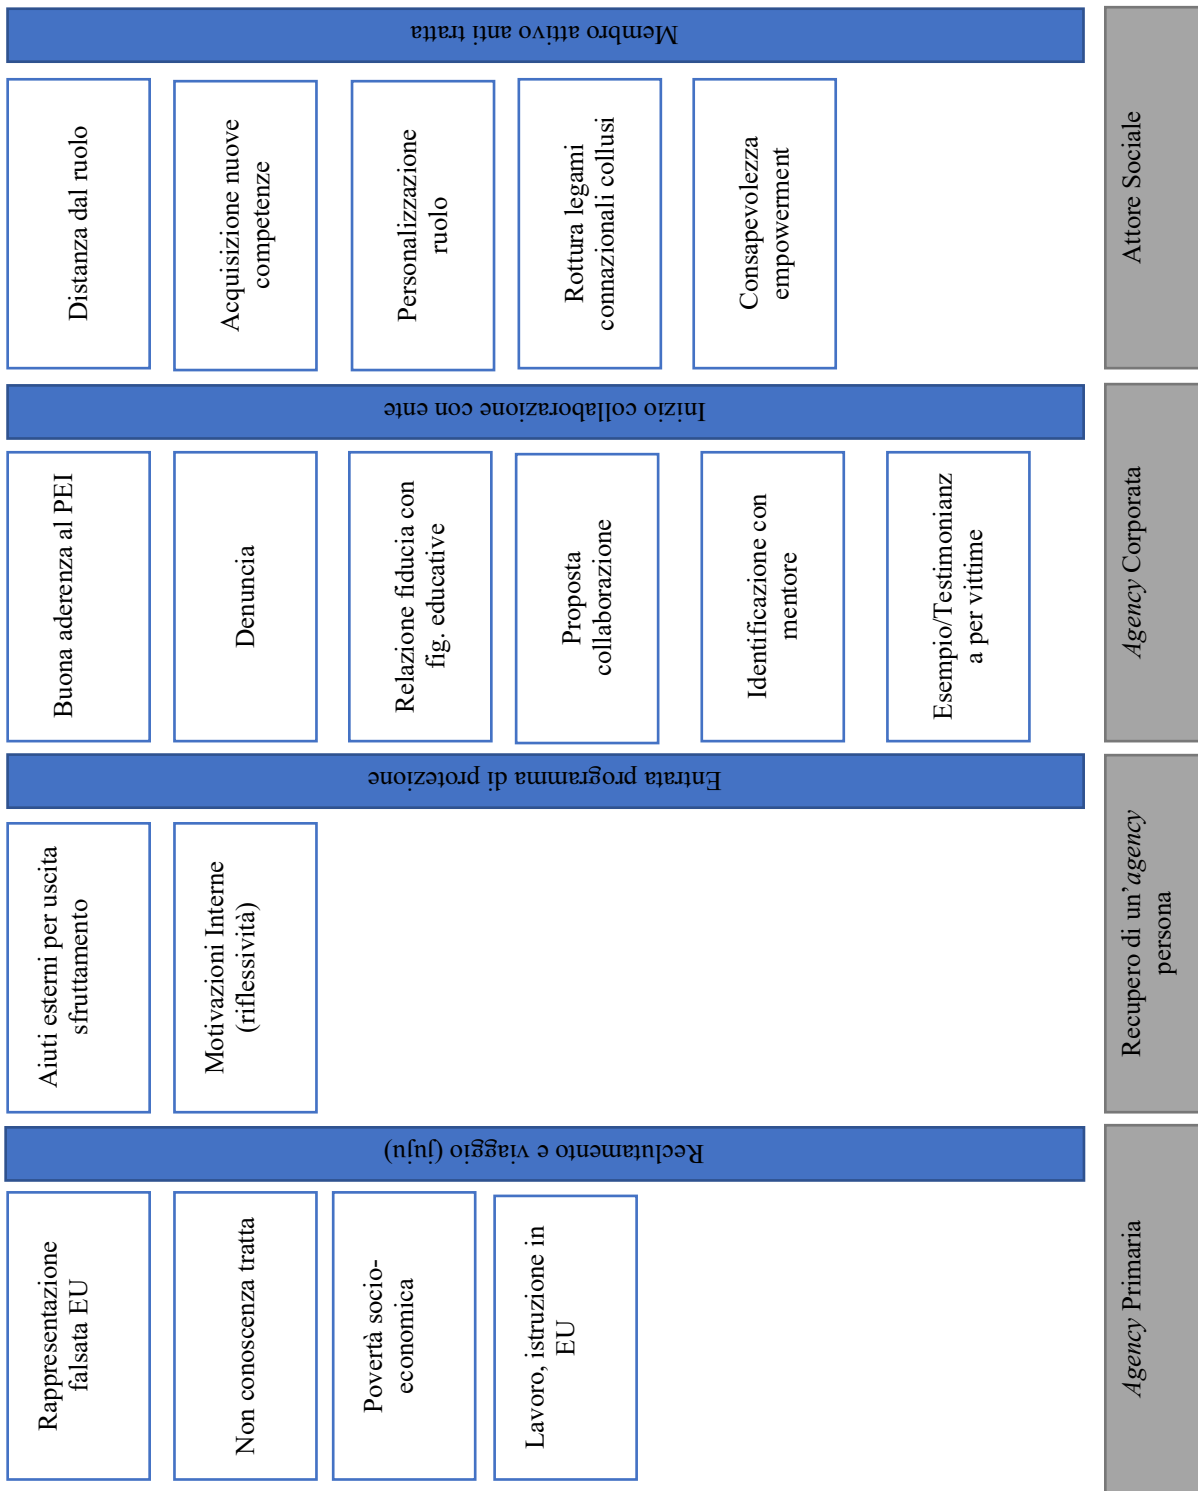 Rappresentazione
falsata EU
Non conoscenza tratta
Povertà socio-
economica
Lavoro, istruzione in
EU
Agency Primaria
Reclutamento e viaggio (juju)
Aiuti esterni per uscita
sfruttamento
Motivazioni Interne
(riflessività)
Recupero di un’agency
persona
Entrata programma di protezione
Buona aderenza al PEI
Denuncia
Relazione fiducia con
fig. educative
Proposta
collaborazione
Identificazione con
mentore
Esempio/Testimonianz
a per vittime
Agency Corporata
Inizio collaborazione con ente
Distanza dal ruolo
Acquisizione nuove
competenze
Personalizzazione
ruolo
Rottura legami
connazionali collusi
Consapevolezza
empowerment
Attore Sociale
Membro attivo anti tratta